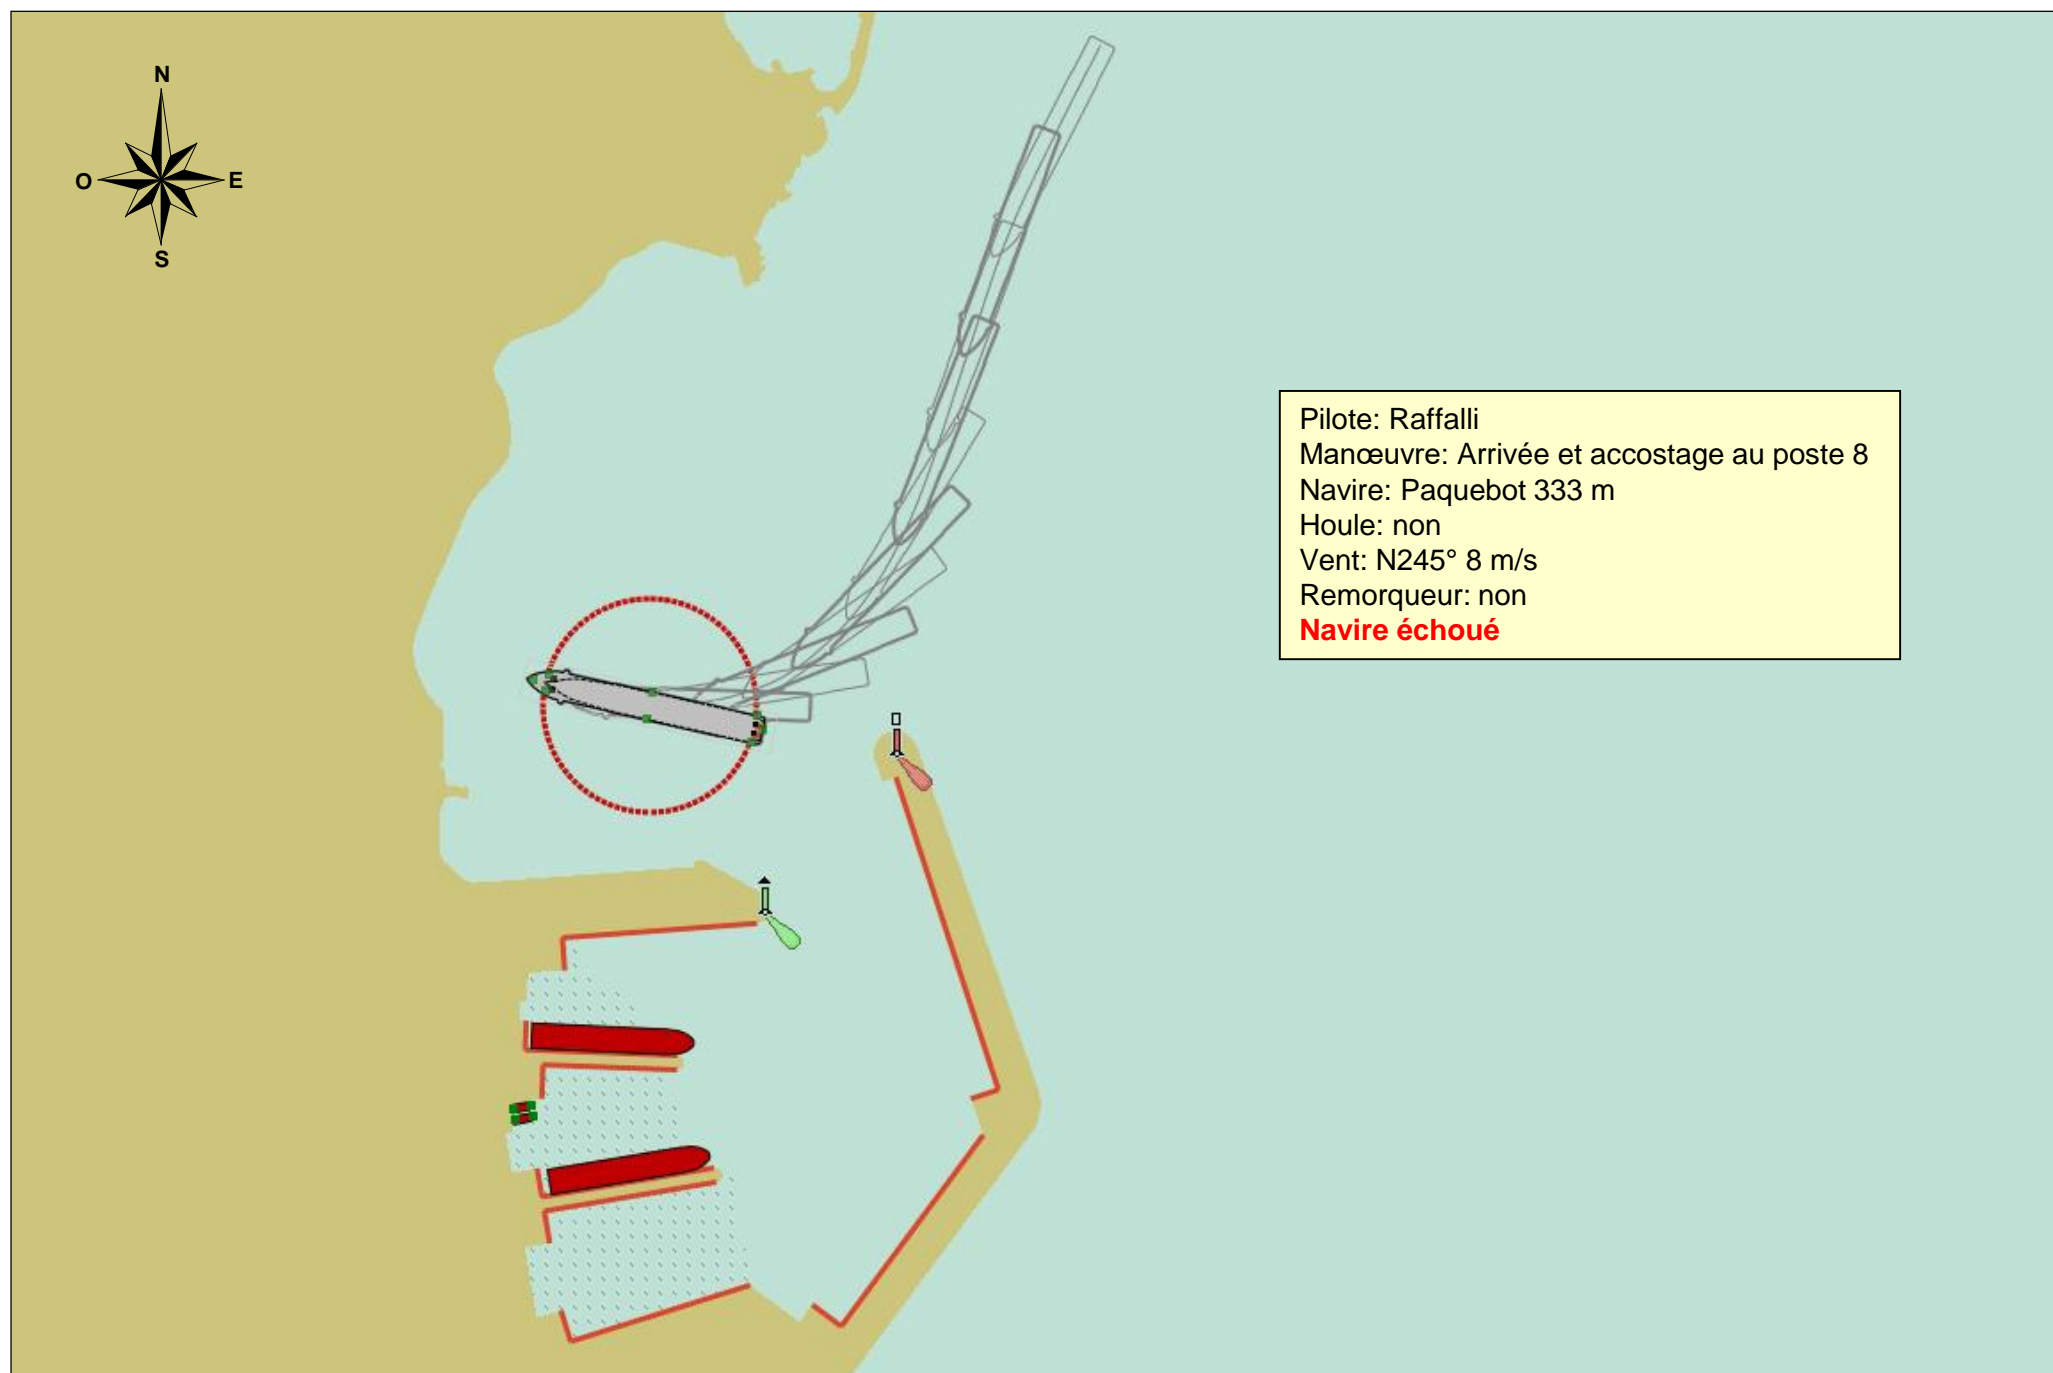 N
O
E
S
Pilote: Raffalli
Manœuvre: Arrivée et accostage au poste 8
Navire: Paquebot 333 m
Houle: non
Vent: N245° 8 m/s
Remorqueur: non
Navire échoué